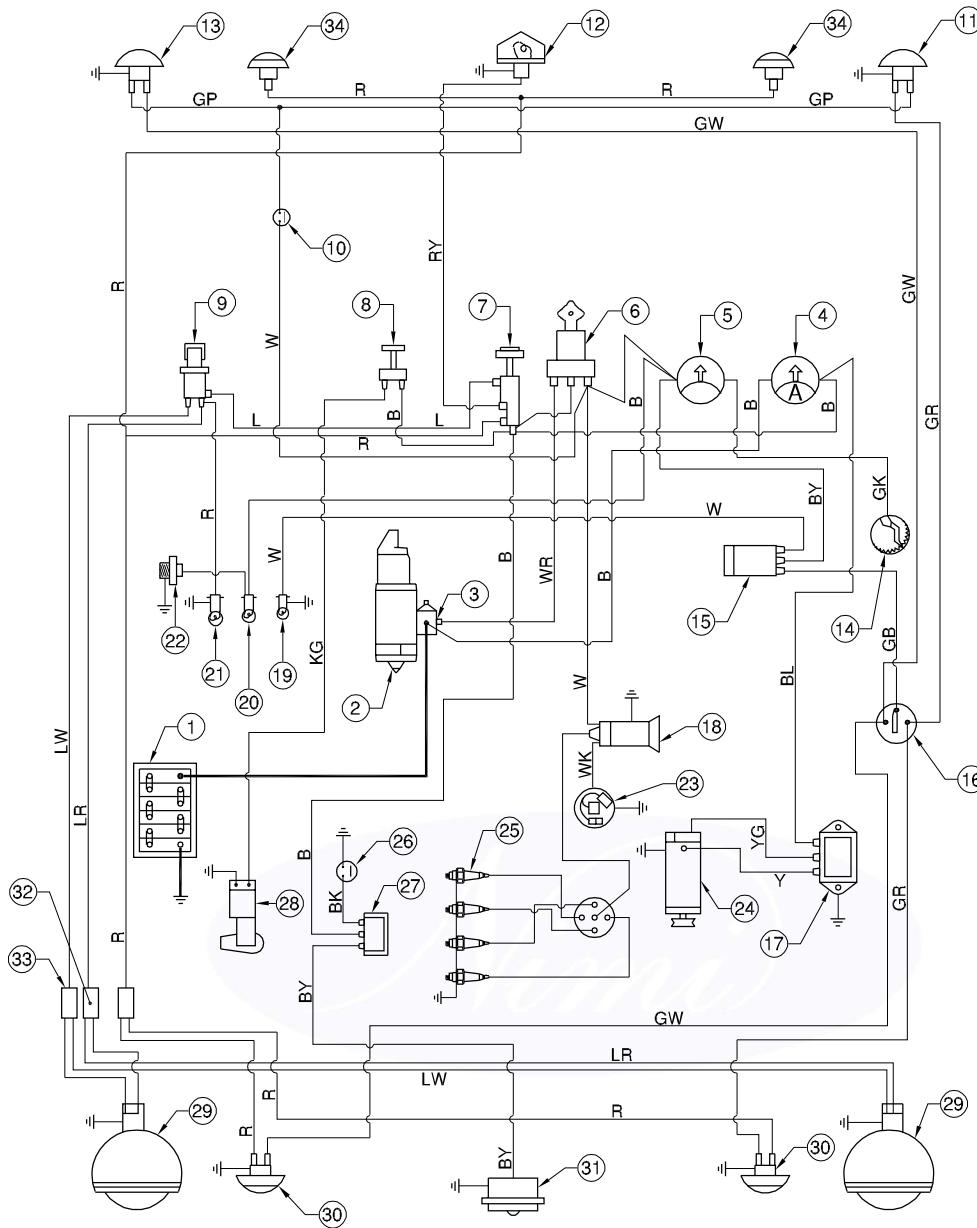 13
34
12
34
11
R
R
GP
GP
GW
10
RY
R
W
GW
9
8
7
6
5
4
A
GR
B
B
B
B
L
L
R
GK
BY
R
W
W
B
WR
B
14
15
3
22
21
20
19
KG
2
GB
BL
1
W
18
LW
WK
16
23
LR
B
26
25
YG
BK
27
Y
28
24
17
GR
32
R
33
BY
Nimi
GW
LR
LW
R
R
29
R
BY
29
30
30
31